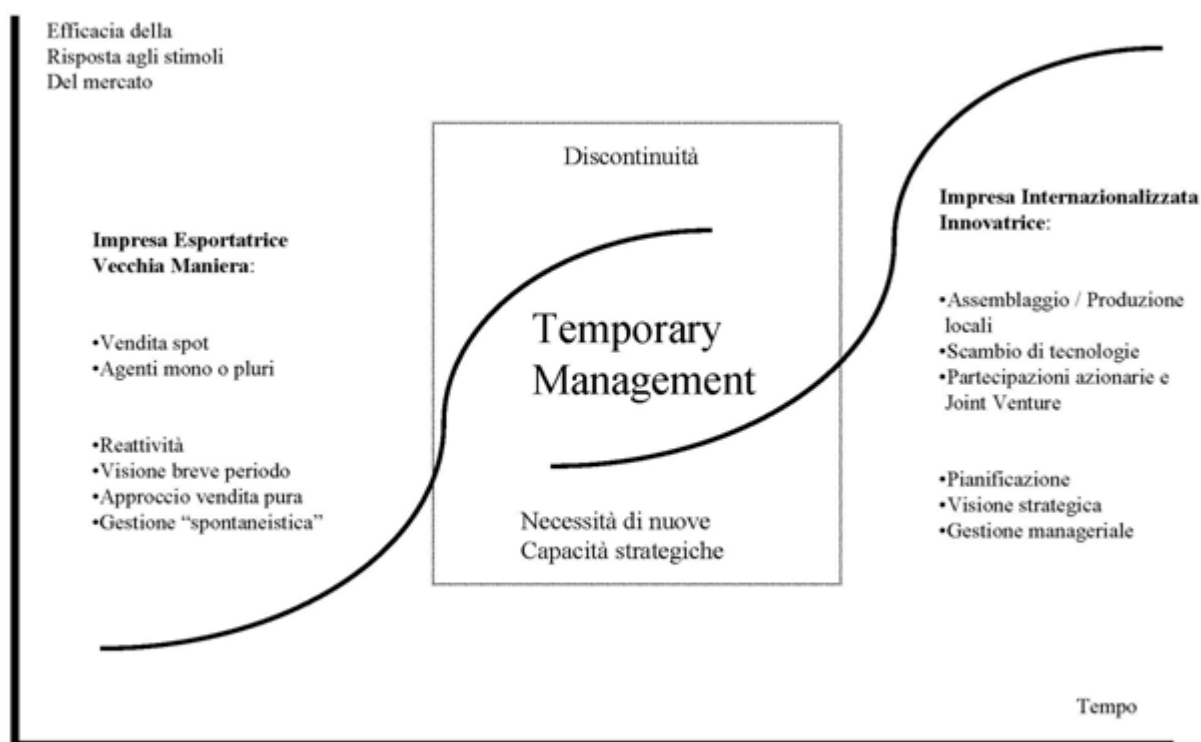 Efficacia della
Risposta agli stimoli
Del mercato
Discontinuità
Impresa Esportatrice
Vecchia Maniera:
•Vendita spot
•Agenti mono o pluri
•Reattività
•Visione breve periodo
•Approccio vendita pura
•Gestione “spontaneistica”
Temporary
Management
Necessità di nuove
Capacità strategiche
Impresa Internazionalizzata
Innovatrice:
•Assemblaggio / Produzione
locali
•Scambio di tecnologie
•Partecipazioni azionarie e
Joint Venture
•Pianificazione
•Visione strategica
•Gestione manageriale
Tempo